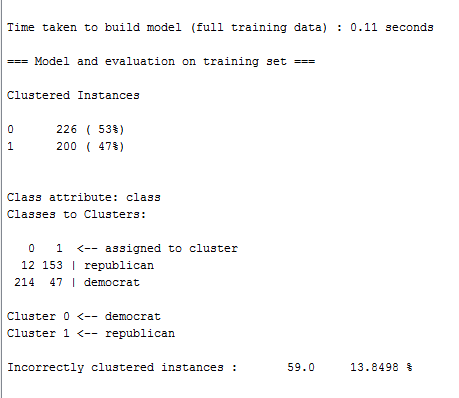 Time taken to build model (full training data) : 0.11 seconds
=== Model and evaluation on training set ===
Clustered Instances
0      226 ( 53%)
1      200 ( 47%)
Class attribute: class
Classes to Clusters:
   0   1  <-- assigned to cluster
  12 153 | republican
 214  47 | democrat
Cluster 0 <-- democrat
Cluster 1 <-- republican
Incorrectly clustered instances :       59.0     13.8498 %